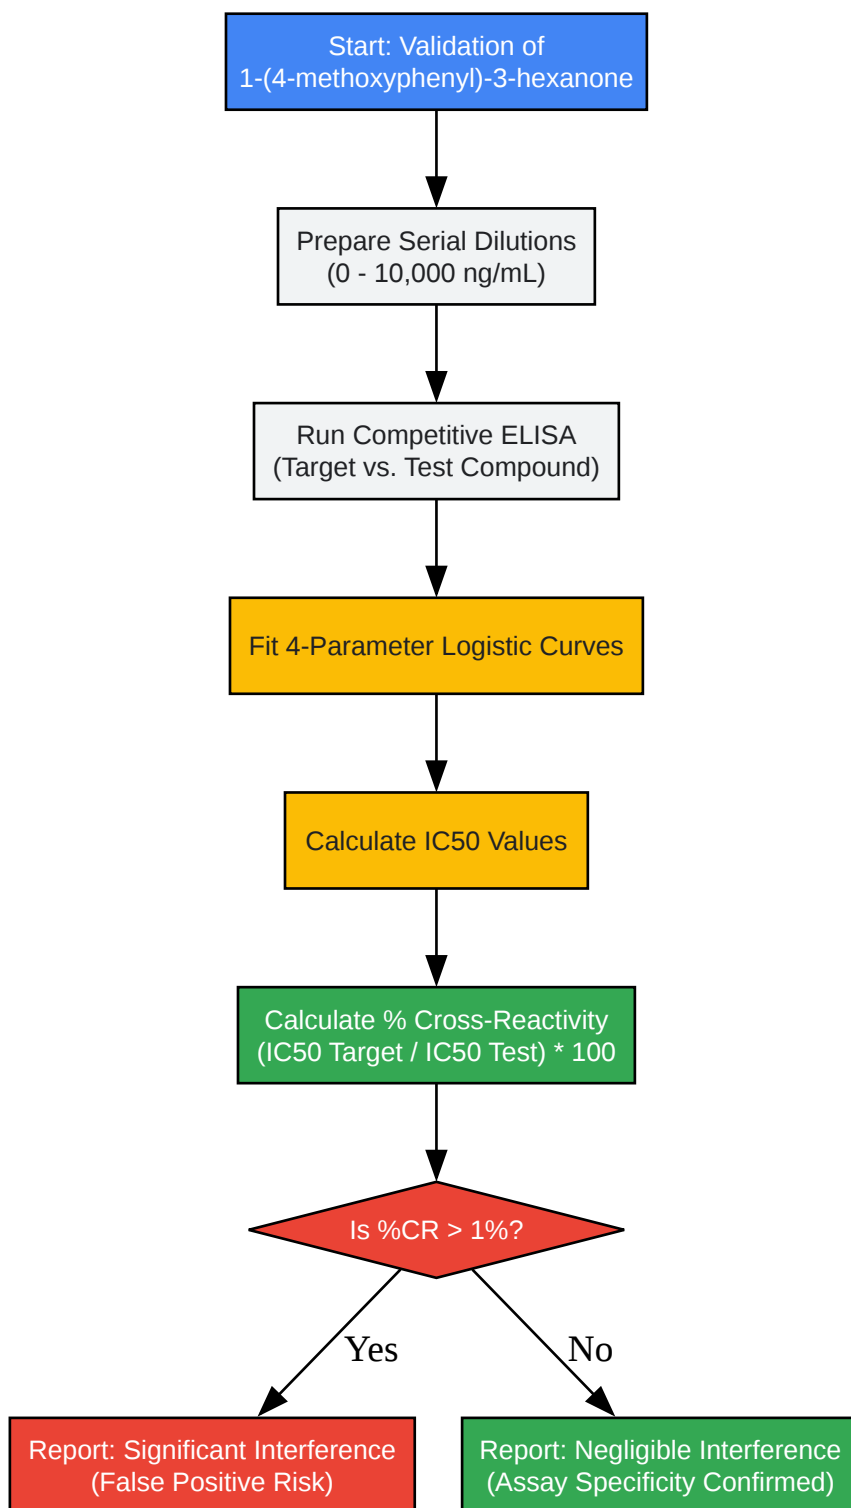 Start: Validation of
1-(4-methoxyphenyl)-3-hexanone
Prepare Serial Dilutions
(0 - 10,000 ng/mL)
Run Competitive ELISA
(Target vs. Test Compound)
Fit 4-Parameter Logistic Curves
Calculate IC50 Values
Calculate % Cross-Reactivity
(IC50 Target / IC50 Test) * 100
Is %CR > 1%?
Yes
No
Report: Significant Interference
(False Positive Risk)
Report: Negligible Interference
(Assay Specificity Confirmed)